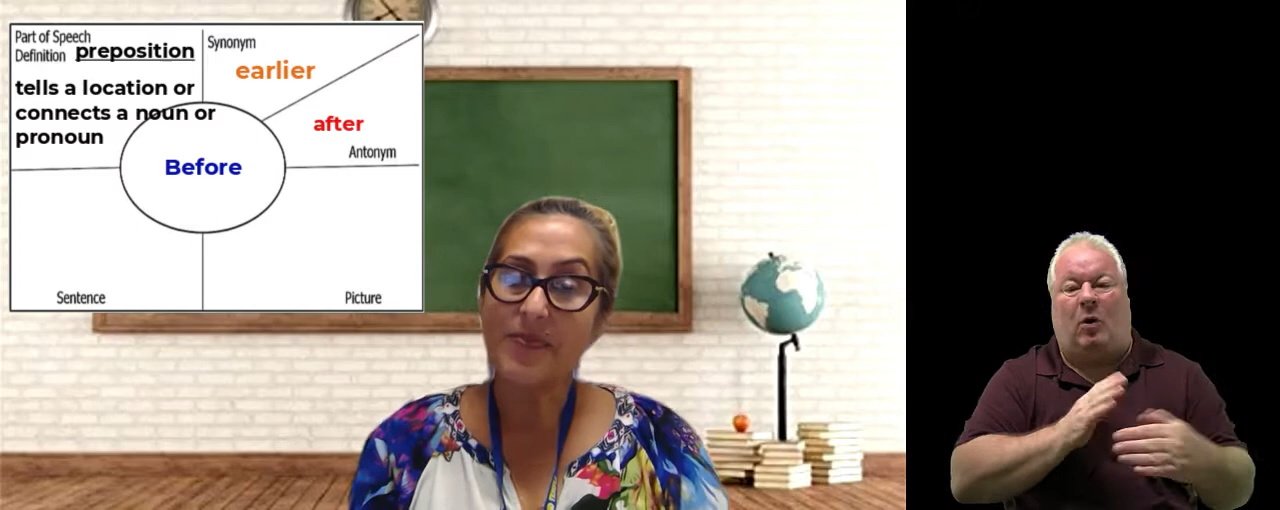 Part of Speech
Definition preposition
tells a location or
connects a noun or
pronoun
Synonym
earlier
after
Antonym
Before
Sentence
Picture